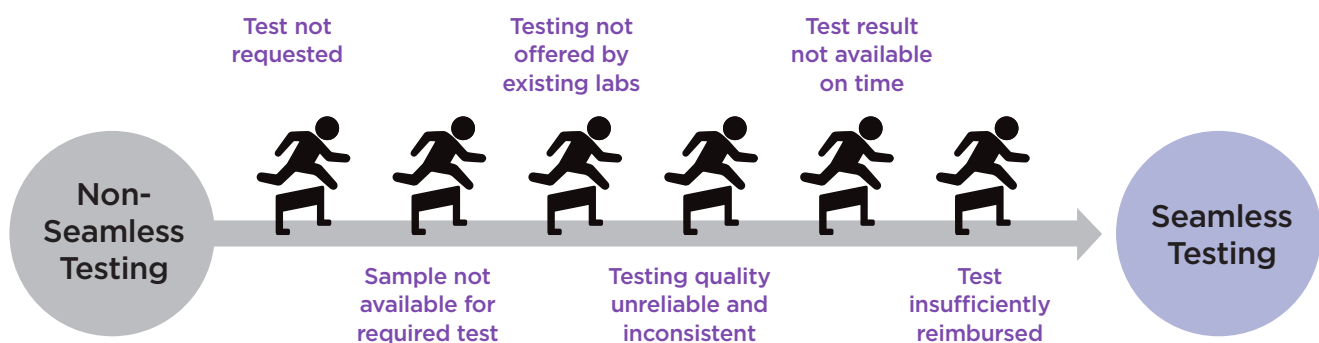 Test not
requested
Testing not
offered by
existing labs
Test result
not available
on time
Non-
Seamless
Testing
Seamless
Testing
Sample not
available for
required test
Testing quality
unreliable and
inconsistent
Test
insufficiently
reimbursed